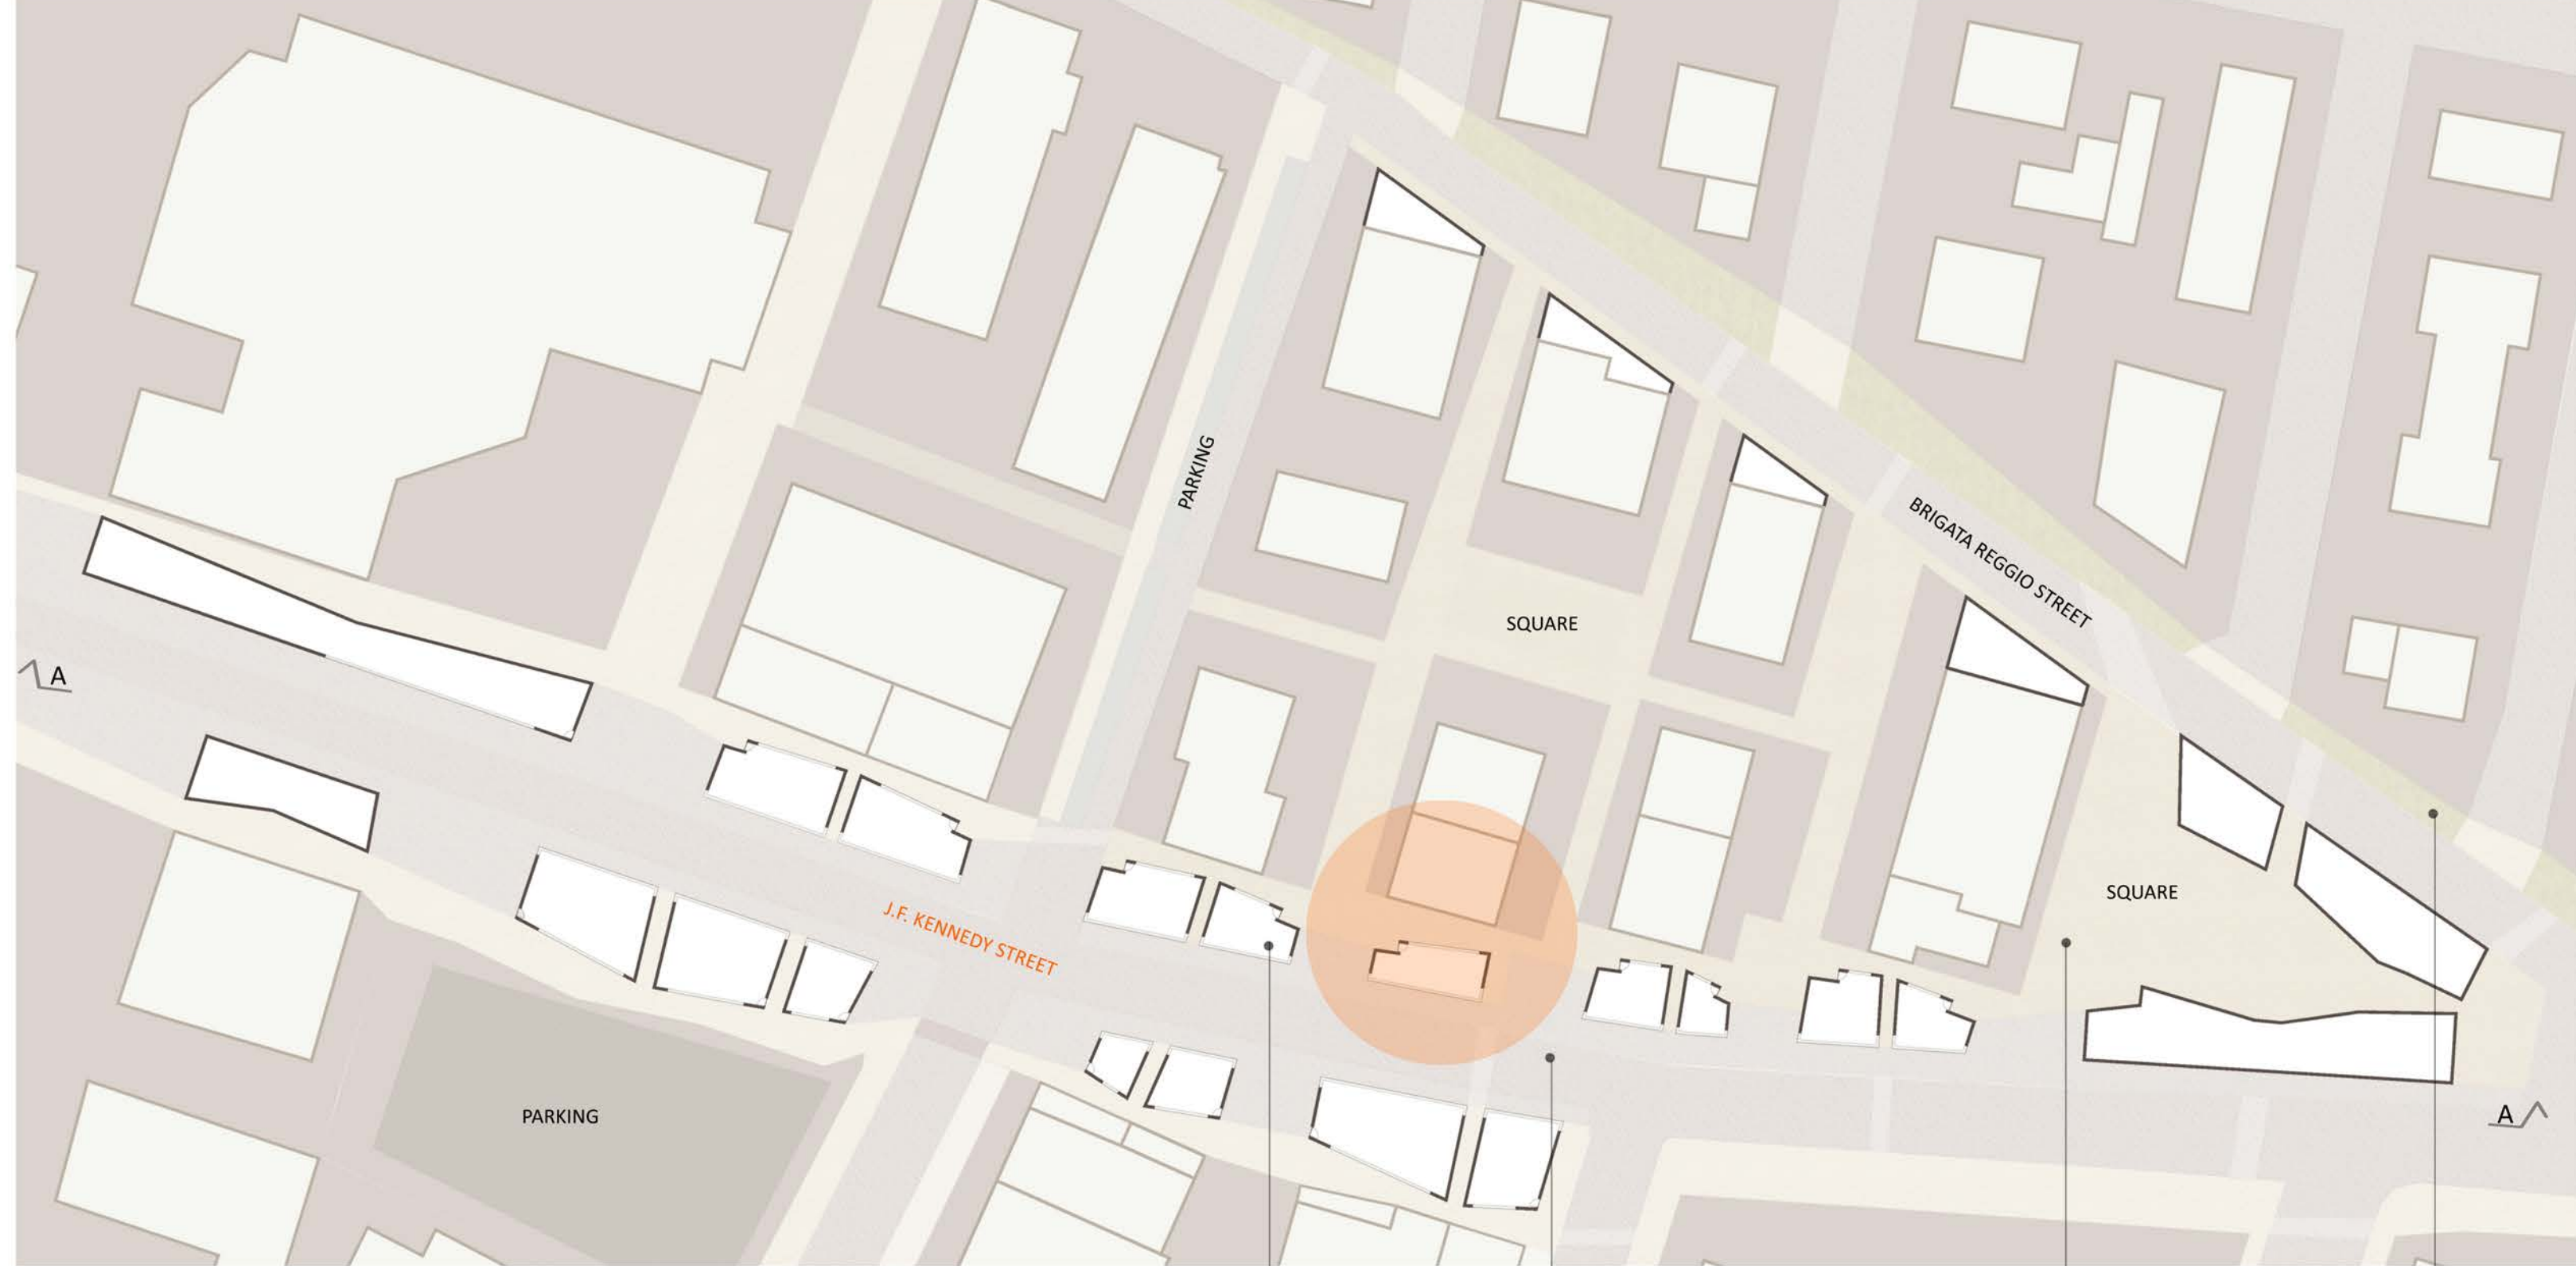 PARKING
BRIGATA REGGIO STREET
SQUARE
A
SQUARE
J.F. KENNEDY STREET
PARKING
A